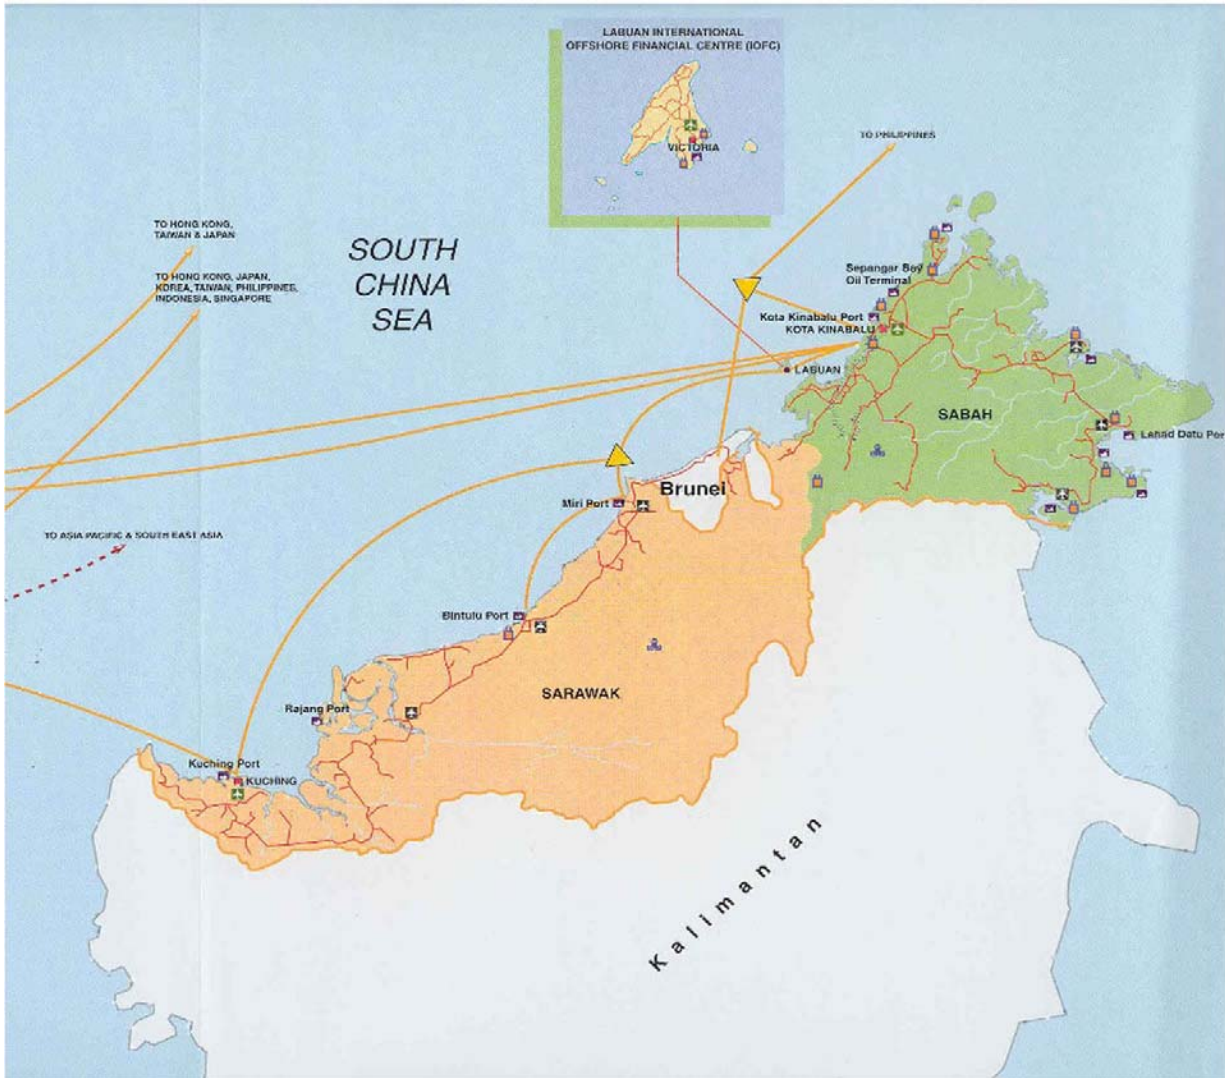 LABUAN INTERNATIONAL
OFFSHORE FINANCIAL CENTRE (IOFC)
VICTORIA
TO PHILIPPINES
TO HONG KONG,
TAIWAN & JAPAN
TO HONG KONG, JAPAN,
KOREA, TAIWAN, PHILIPPINES,
INDONESIA, SINGAPORE
SOUTH
CHINA
SEA
Sepangar Bay
Oil Terminal
Kota Kinabalu Port
KOTA KINABALU
LABUAN
SABAH
Lahad Datu Por
Brunei
Miri Port
TO ASIA PACIFIC & SOUTH EAST ASIA
Bintulu Port
SARAWAK
Rajang Port
Kuching Port
KUCHING
Kalimantan